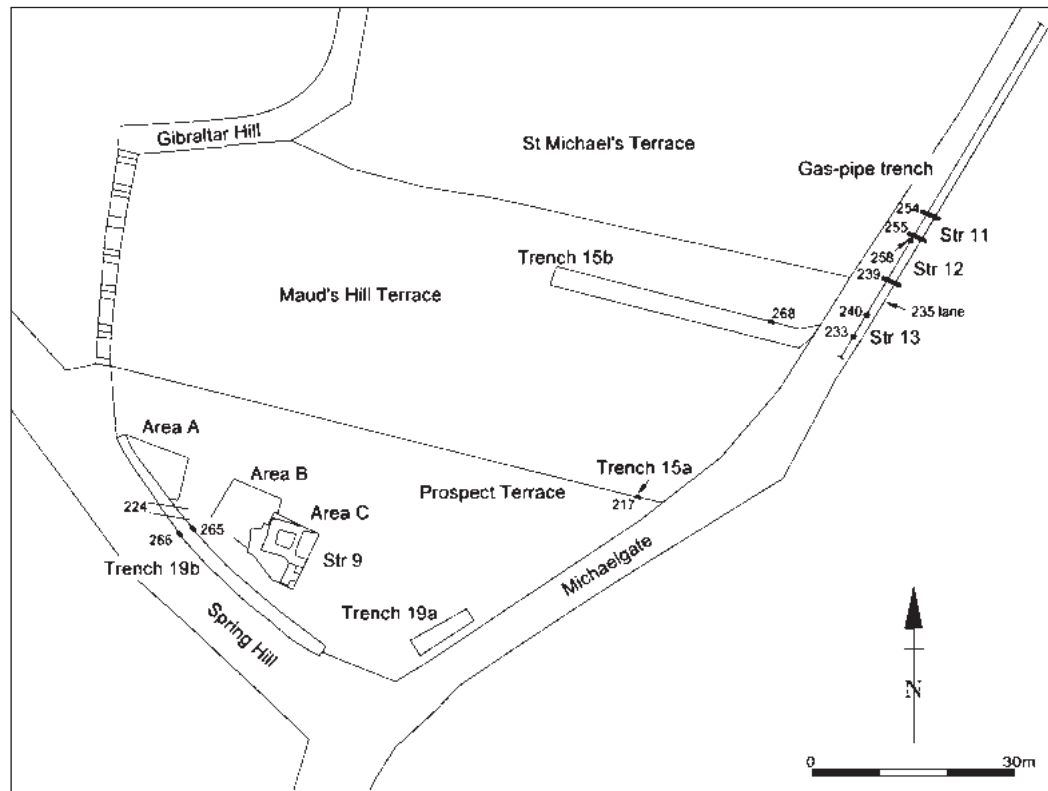 Gibraltar Hill
St Michael's Terrace
Gas-pipe trench
254
255
Str 11
258
Trench 15b
239
Str 12
Maud's Hill Terrace
268
240
235 lane
233
Str 13
Area A
Area B
Trench 15a
Prospect Terrace
217
224
Area C
265
266
Str 9
Trench 19b
Michaelgate
Trench 19a
Spring Hill
N
0
30m